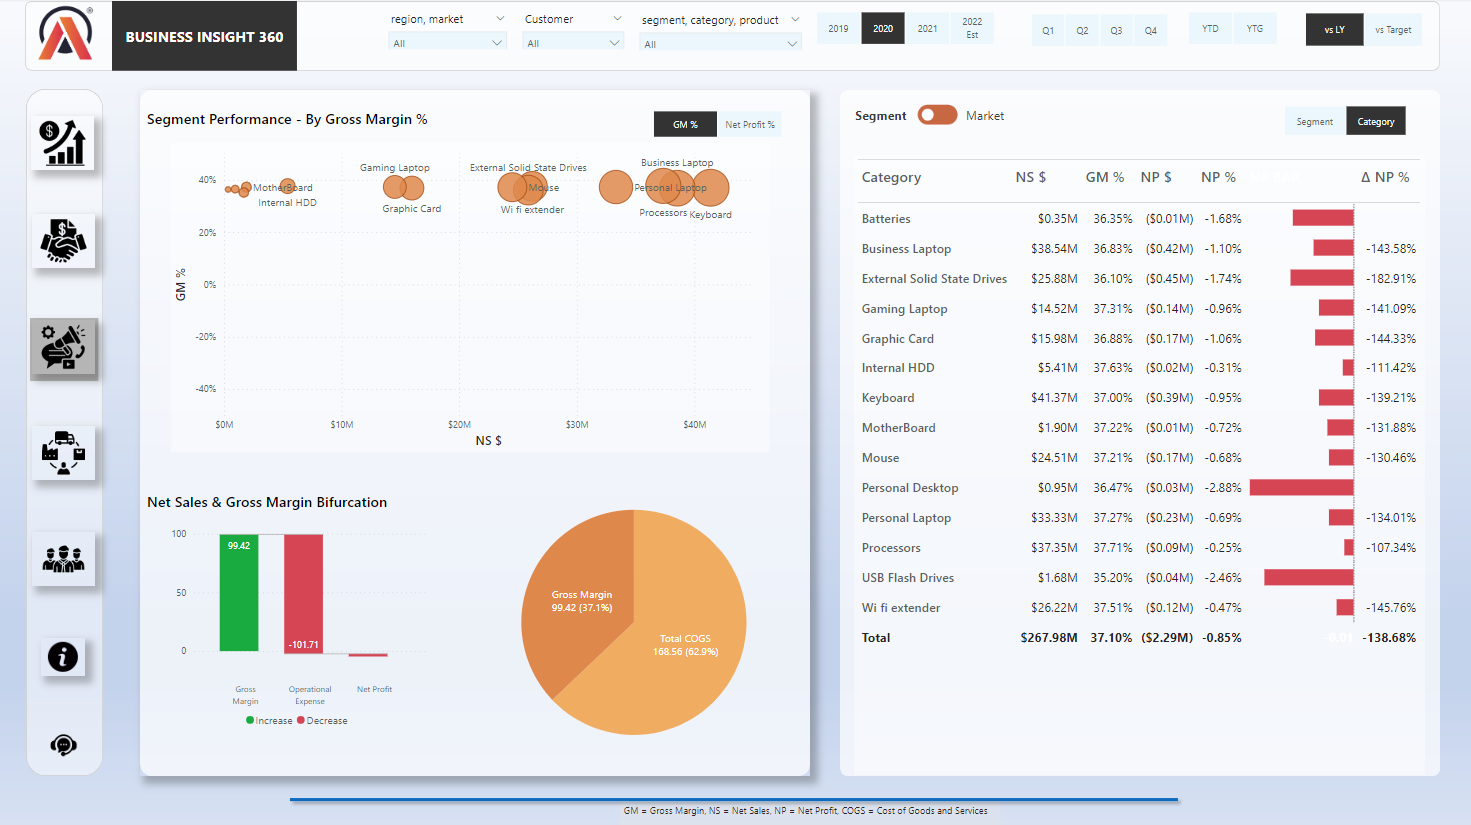 BUSINESS INSIGHT 360
region, market
All
Customer
All
segment, category, product
All
2019
2020
2021
2022
Est
Q1
Q2
Q3
Q4
YTD
YTG
vs LY
vs Target
Segment Performance - By Gross Margin %
GM %
Net Profit %
40%
20%
0%
-20%
-40%
GM %
Gaming Laptop
External Solid State Drives
Business Laptop
MotherBoard
Mouse
Personal Laptop
Internal HDD
Graphic Card
Wi fi extender
Processors
Keyboard
$0M
$10M
$20M
$30M
$40M
NS $
Net Sales & Gross Margin Bifurcation
100
50
0
99.42
-101.71
Gross
Margin
Operational
Expense
Net Profit
Increase
Decrease
Gross Margin
99.42 (37.1%)
Total COGS
168.56 (62.9%)
Segment
Market
Segment
Category
Category NS $ GM % NP $ NP % Δ NP %
Batteries $0.35M 36.35% ($0.01M) -1.68%
Business Laptop $38.54M 36.83% ($0.42M) -1.10% -143.58%
External Solid State Drives $25.88M 36.10% ($0.45M) -1.74% -182.91%
Gaming Laptop $14.52M 37.31% ($0.14M) -0.96% -141.09%
Graphic Card $15.98M 36.88% ($0.17M) -1.06% -144.33%
Internal HDD $5.41M 37.63% ($0.02M) -0.31% -111.42%
Keyboard $41.37M 37.00% ($0.39M) -0.95% -139.21%
MotherBoard $1.90M 37.22% ($0.01M) -0.72% -131.88%
Mouse $24.51M 37.21% ($0.17M) -0.68% -130.46%
Personal Desktop $0.95M 36.47% ($0.03M) -2.88%
Personal Laptop $33.33M 37.27% ($0.23M) -0.69% -134.01%
Processors $37.35M 37.71% ($0.09M) -0.25% -107.34%
USB Flash Drives $1.68M 35.20% ($0.04M) -2.46%
Wi fi extender $26.22M 37.51% ($0.12M) -0.47% -145.76%
Total $267.98M 37.10% ($2.29M) -0.85% -0.01 -138.68%
GM = Gross Margin, NS = Net Sales, NP = Net Profit, COGS = Cost of Goods and Services